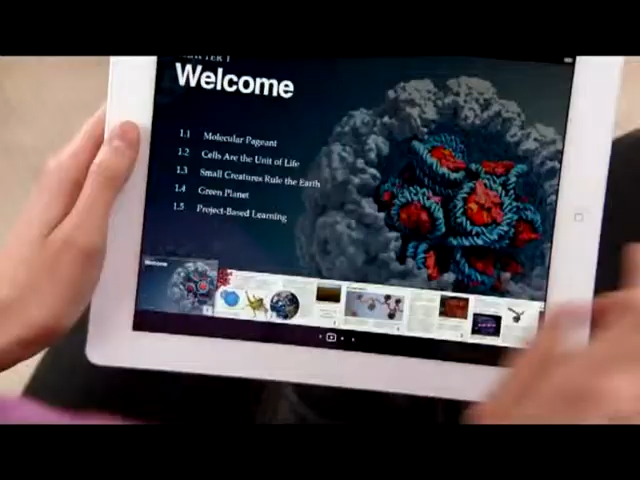 Welcome
1.1 Molecular Pageant
1.2 Cells Are the Unit of Life
1.3 Small Creatures Rule the Earth
1.4 Green Planet
1.5 Project-Based Learning
Welcome